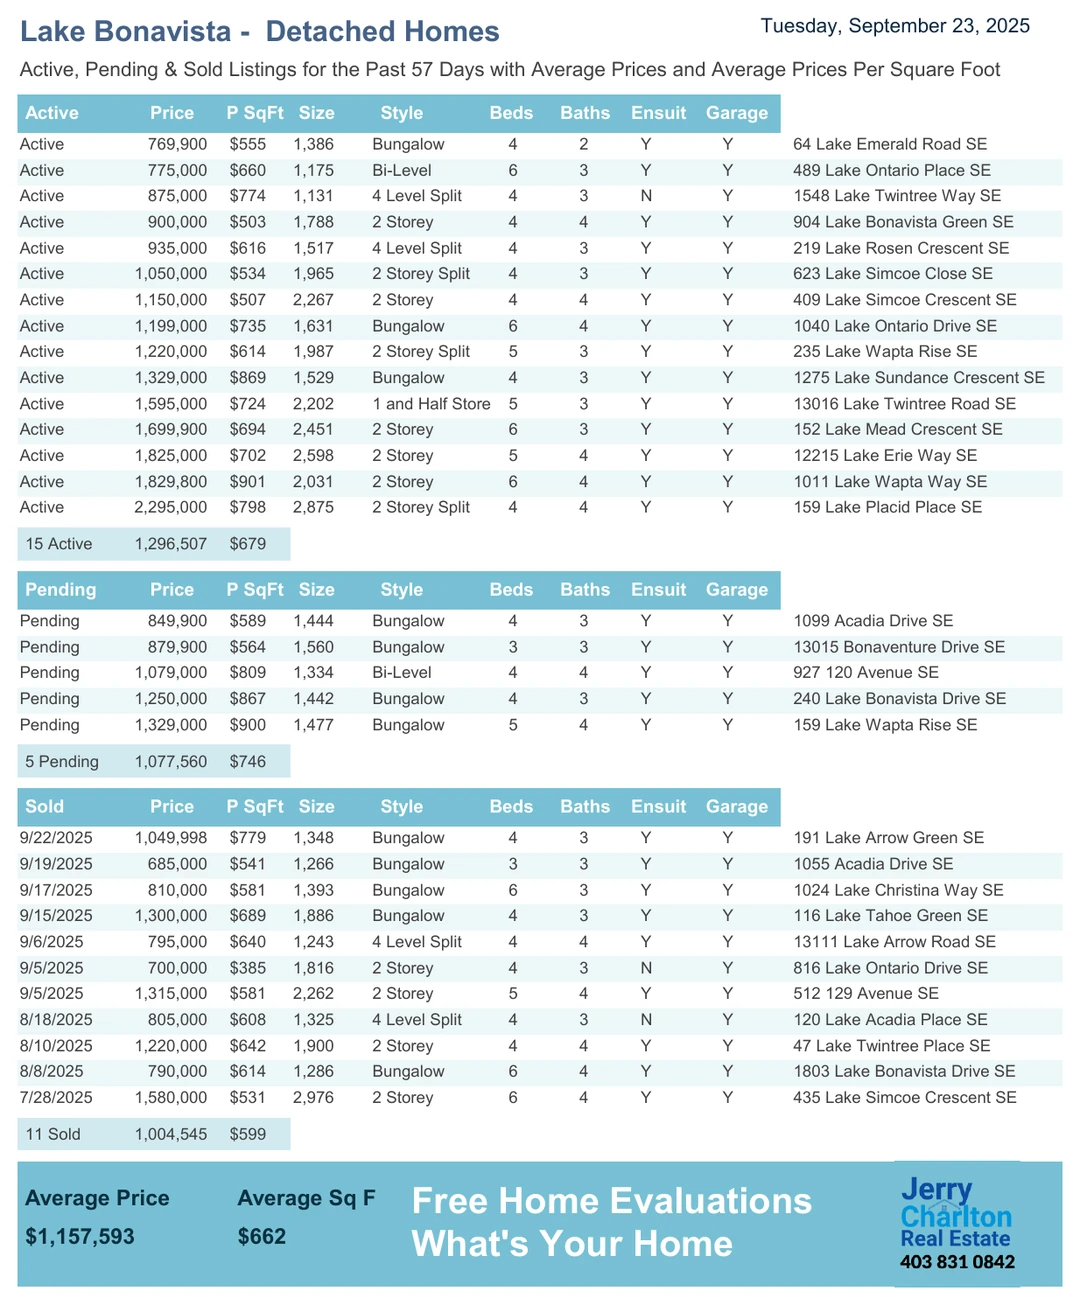 Lake Bonavista - Detached Homes
Tuesday, September 23, 2025
Active, Pending & Sold Listings for the Past 57 Days with Average Prices and Average Prices Per Square Foot
Active Price P SqFt Size Style Beds Baths Ensuit Garage
Active 769,900 $555 1,386 Bungalow 4 2 Y Y 64 Lake Emerald Road SE
Active 775,000 $660 1,175 Bi-Level 6 3 Y Y 489 Lake Ontario Place SE
Active 875,000 $774 1,131 4 Level Split 4 3 N Y 1548 Lake Twintree Way SE
Active 900,000 $503 1,788 2 Storey 4 4 Y Y 904 Lake Bonavista Green SE
Active 935,000 $616 1,517 4 Level Split 4 3 Y Y 219 Lake Rosen Crescent SE
Active 1,050,000 $534 1,965 2 Storey Split 4 3 Y Y 623 Lake Simcoe Close SE
Active 1,150,000 $507 2,267 2 Storey 4 4 Y Y 409 Lake Simcoe Crescent SE
Active 1,199,000 $735 1,631 Bungalow 6 4 Y Y 1040 Lake Ontario Drive SE
Active 1,220,000 $614 1,987 2 Storey Split 5 3 Y Y 235 Lake Wapta Rise SE
Active 1,329,000 $869 1,529 Bungalow 4 3 Y Y 1275 Lake Sundance Crescent SE
Active 1,595,000 $724 2,202 1 and Half Store 5 3 Y Y 13016 Lake Twintree Road SE
Active 1,699,900 $694 2,451 2 Storey 6 3 Y Y 152 Lake Mead Crescent SE
Active 1,825,000 $702 2,598 2 Storey 5 4 Y Y 12215 Lake Erie Way SE
Active 1,829,800 $901 2,031 2 Storey 6 4 Y Y 1011 Lake Wapta Way SE
Active 2,295,000 $798 2,875 2 Storey Split 4 4 Y Y 159 Lake Placid Place SE
15 Active 1,296,507 $679
Pending Price P SqFt Size Style Beds Baths Ensuit Garage
Pending 849,900 $589 1,444 Bungalow 4 3 Y Y 1099 Acadia Drive SE
Pending 879,900 $564 1,560 Bungalow 3 3 Y Y 13015 Bonaventure Drive SE
Pending 1,079,000 $809 1,334 Bi-Level 4 4 Y Y 927 120 Avenue SE
Pending 1,250,000 $867 1,442 Bungalow 4 3 Y Y 240 Lake Bonavista Drive SE
Pending 1,329,000 $900 1,477 Bungalow 5 4 Y Y 159 Lake Wapta Rise SE
5 Pending 1,077,560 $746
Sold Price P SqFt Size Style Beds Baths Ensuit Garage
9/22/2025 1,049,998 $779 1,348 Bungalow 4 3 Y Y 191 Lake Arrow Green SE
9/19/2025 685,000 $541 1,266 Bungalow 3 3 Y Y 1055 Acadia Drive SE
9/17/2025 810,000 $581 1,393 Bungalow 6 3 Y Y 1024 Lake Christina Way SE
9/15/2025 1,300,000 $689 1,886 Bungalow 4 3 Y Y 116 Lake Tahoe Green SE
9/6/2025 795,000 $640 1,243 4 Level Split 4 4 Y Y 13111 Lake Arrow Road SE
9/5/2025 700,000 $385 1,816 2 Storey 4 3 N Y 816 Lake Ontario Drive SE
9/5/2025 1,315,000 $581 2,262 2 Storey 5 4 Y Y 512 129 Avenue SE
8/18/2025 805,000 $608 1,325 4 Level Split 4 3 N Y 120 Lake Acadia Place SE
8/10/2025 1,220,000 $642 1,900 2 Storey 4 4 Y Y 47 Lake Twintree Place SE
8/8/2025 790,000 $614 1,286 Bungalow 6 4 Y Y 1803 Lake Bonavista Drive SE
7/28/2025 1,580,000 $531 2,976 2 Storey 6 4 Y Y 435 Lake Simcoe Crescent SE
11 Sold 1,004,545 $599
Average Price Average Sq F
$1,157,593 $662
Free Home Evaluations
What's Your Home
Jerry
Charlton
Real Estate
403 831 0842